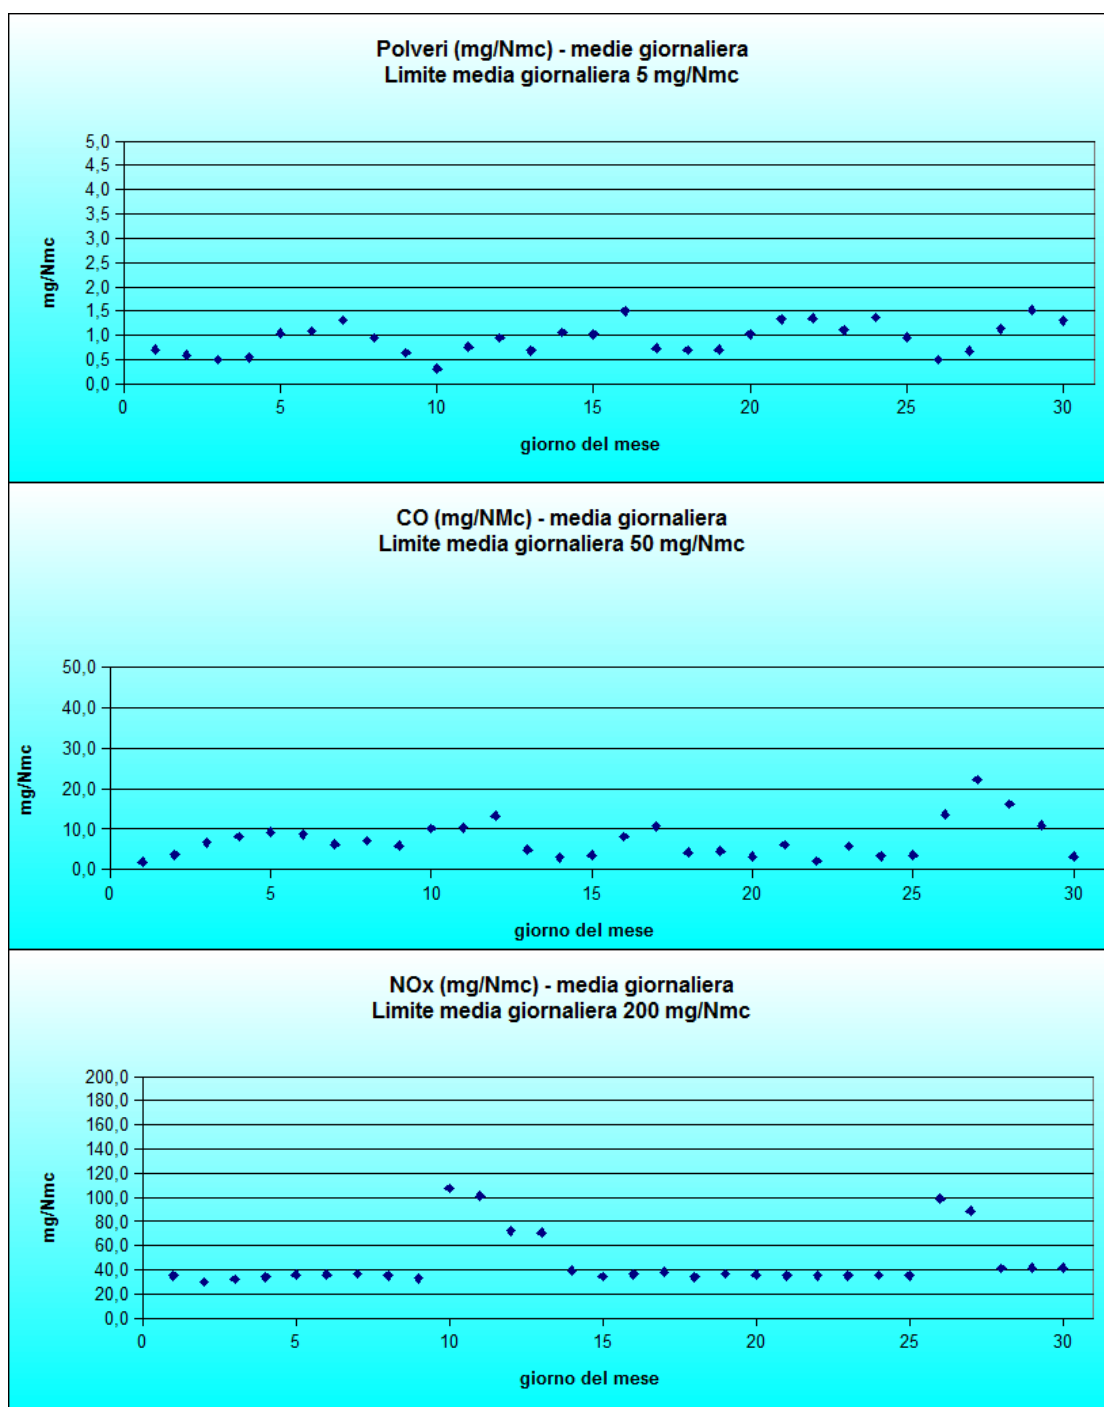 Polveri (mg/Nmc) - medie giornaliera
Limite media giornaliera 5 mg/Nmc
5,0
4,5
4,0
3,5
3,0
2,5
2,0
1,5
1,0
0,5
0,0
mg/Nmc
0 5 10 15 20 25 30
giorno del mese
CO (mg/NMc) - media giornaliera
Limite media giornaliera 50 mg/Nmc
50,0
40,0
30,0
20,0
10,0
0,0
mg/Nmc
0 5 10 15 20 25 30
giorno del mese
NOx (mg/Nmc) - media giornaliera
Limite media giornaliera 200 mg/Nmc
200,0
180,0
160,0
140,0
120,0
100,0
80,0
60,0
40,0
20,0
0,0
mg/Nmc
0 5 10 15 20 25 30
giorno del mese